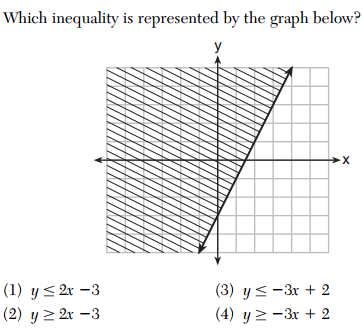 Which inequality is represented by the graph below?
y
x
(1) y ≤ 2x −3
(2) y ≥ 2x −3
(3) y ≤ −3x + 2
(4) y ≥ −3x + 2